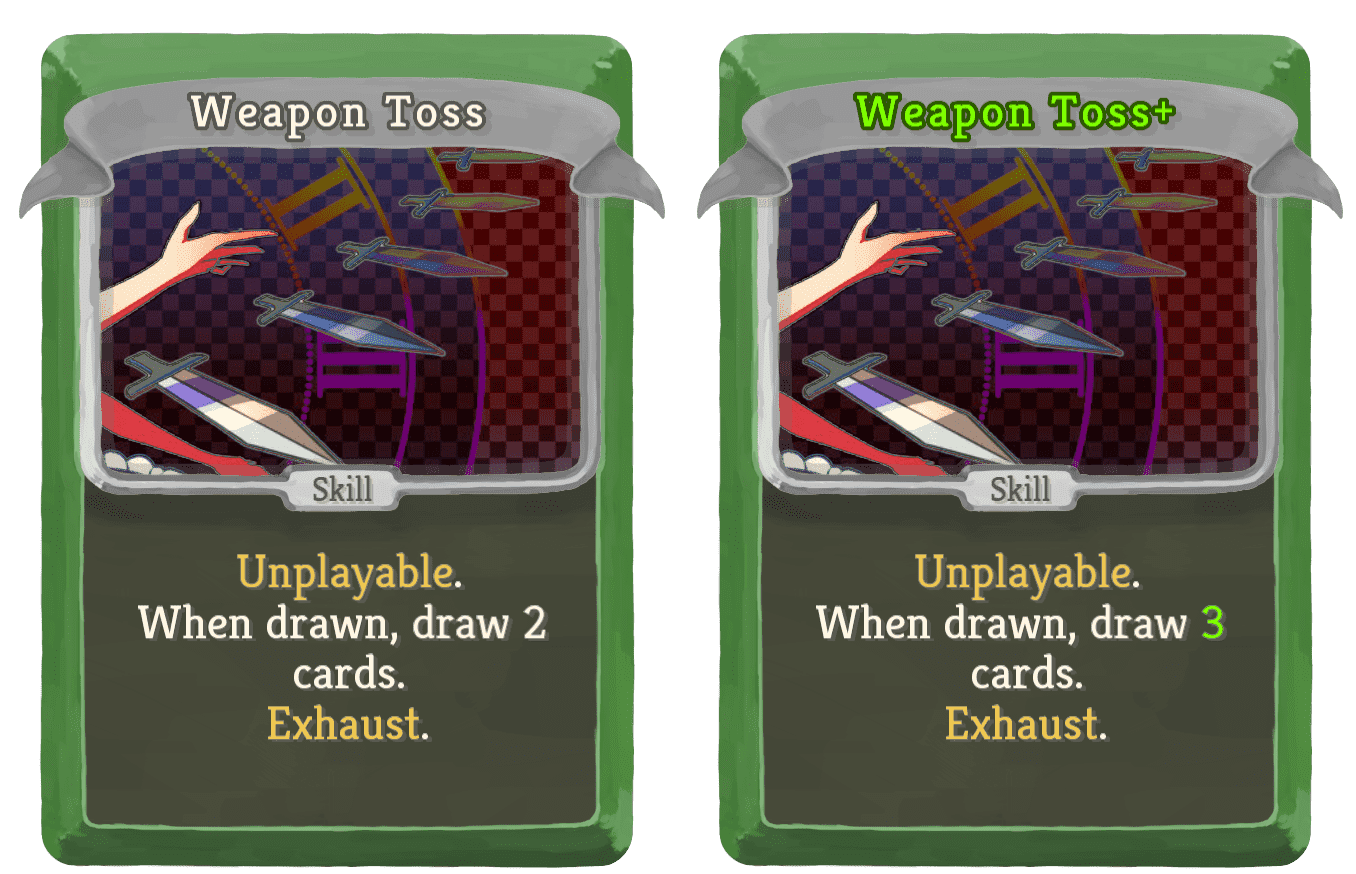 Weapon Toss
Skill
Unplayable.
When drawn, draw 2
cards.
Exhaust.
Weapon Toss+
Skill
Unplayable.
When drawn, draw 3
cards.
Exhaust.